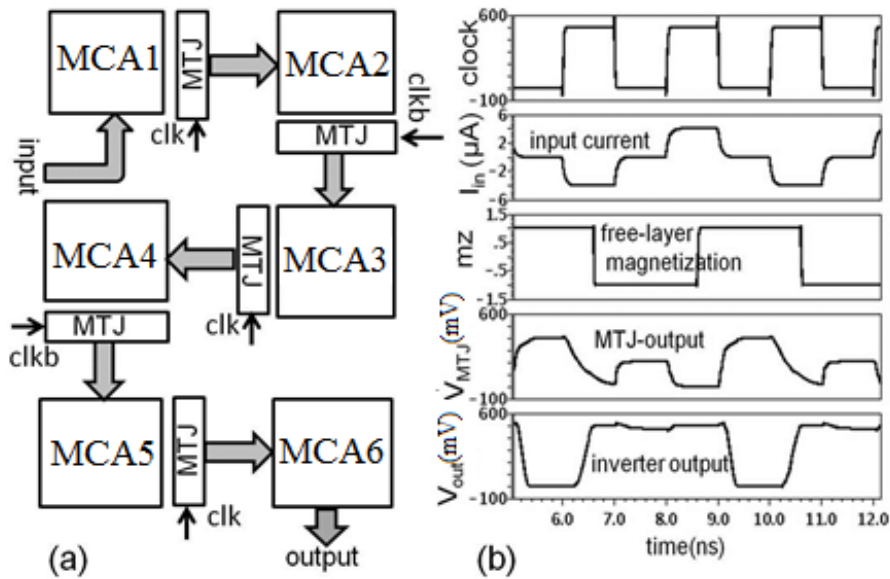 MCA1
MTJ
MCA2
clk
clkb
input
MTJ
MCA4
MTJ
MCA3
MTJ
clkb
clk
MCA5
MTJ
MCA6
clk
(a)
output
600
clock
-100
6
I_in(μA)
input current
2
-2
-6
1.5
mz
free-layer
.5
magnetization
-.5
-1.5
600
V_MTJ(mV)
MTJ-output
-100
600
V_out(mV)
inverter output
-100
6.0 7.0 8.0 9.0 10.0 11.0 12.0
(b)
time(ns)